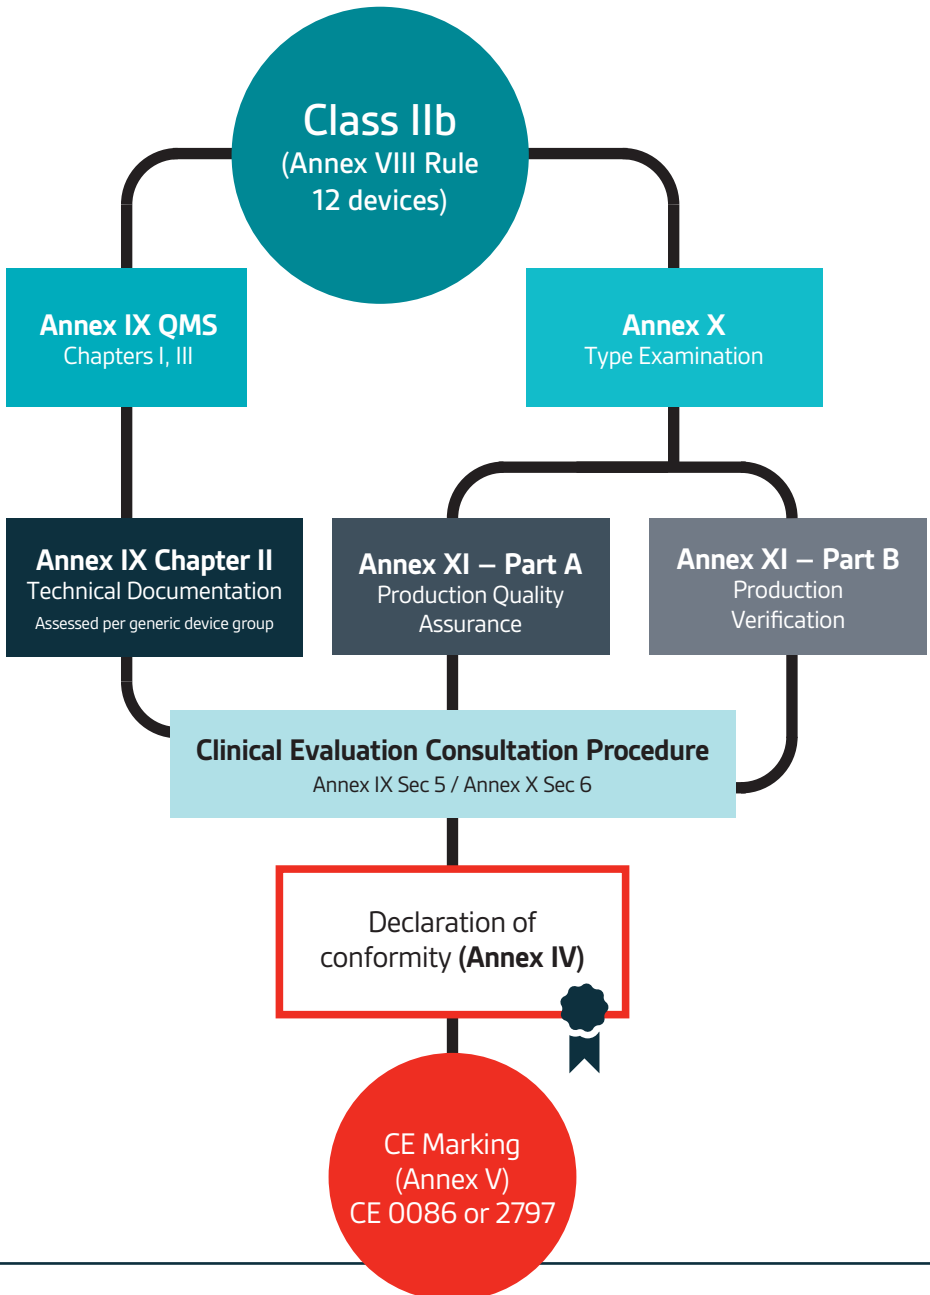 Class IIb
(Annex VIII Rule
12 devices)
Annex IX QMS
Chapters I, III
Annex X
Type Examination
Annex IX Chapter II
Technical Documentation
Assessed per generic device group
Annex XI – Part A
Production Quality
Assurance
Annex XI – Part B
Production
Verification
Clinical Evaluation Consultation Procedure
Annex IX Sec 5 / Annex X Sec 6
Declaration of
conformity (Annex IV)
CE Marking
(Annex V)
CE 0086 or 2797